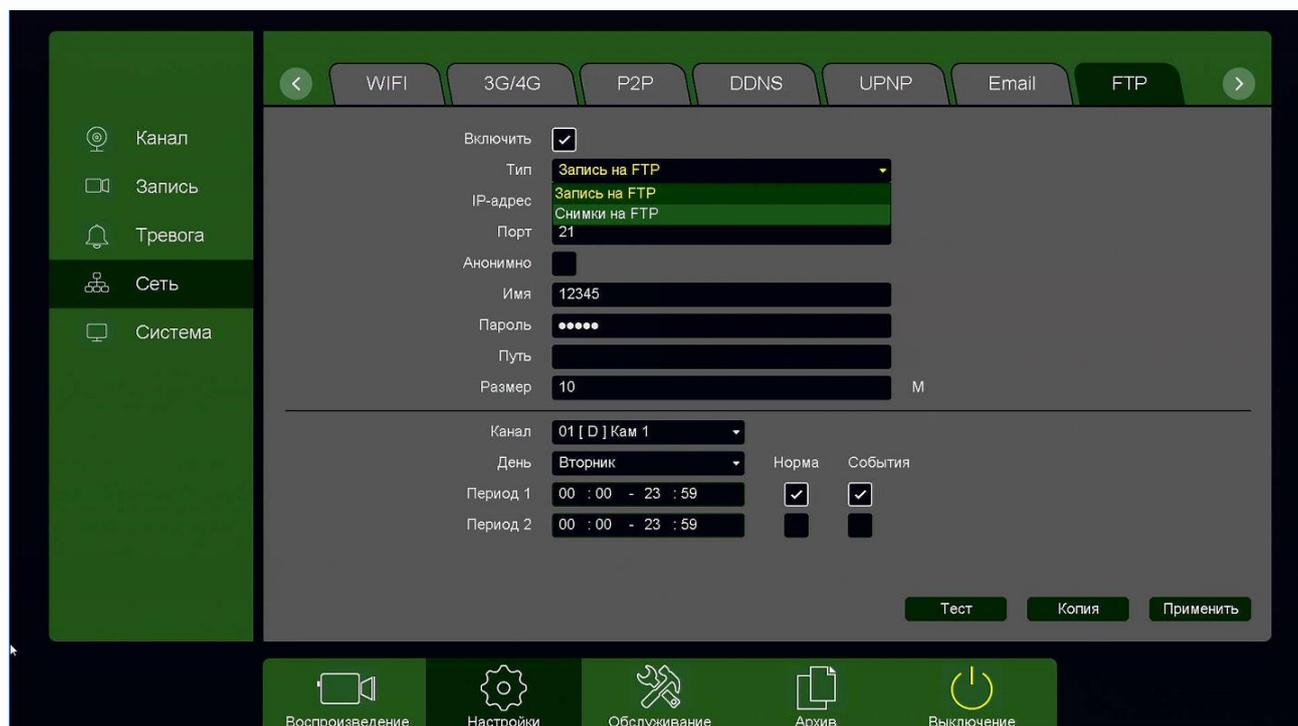 WIFI 3G/4G P2P DDNS UPNP Email FTP
Канал
Запись
Тревога
Сеть
Система
Включить
Тип Запись на FTP
Запись на FTP
IP-адрес
Снимки на FTP
Порт 21
Анонимно
Имя 12345
Пароль •••••
Путь
Размер 10 M
Канал 01 [ D ] Кам 1
День Вторник Норма События
Период 1 00 : 00 - 23 : 59
Период 2 00 : 00 - 23 : 59
Тест Копия Применить
Воспроизведение Настройки Обслуживание Архив Выключение